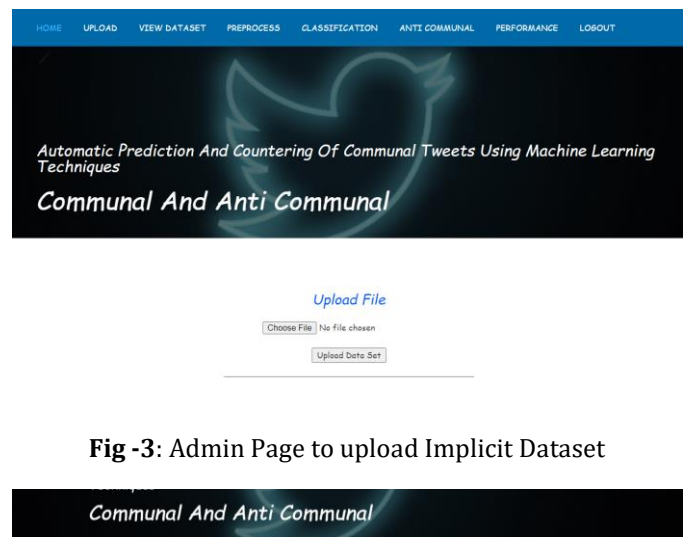 HOME UPLOAD VIEW DATASET PREPROCESS CLASSIFICATION ANTI COMMUNAL PERFORMANCE LOGOUT
Automatic Prediction And Countering Of Communal Tweets Using Machine Learning
Techniques
Communal And Anti Communal
Upload File
Choose File No file chosen
Upload Data Set
Fig -3: Admin Page to upload Implicit Dataset
Communal And Anti Communal